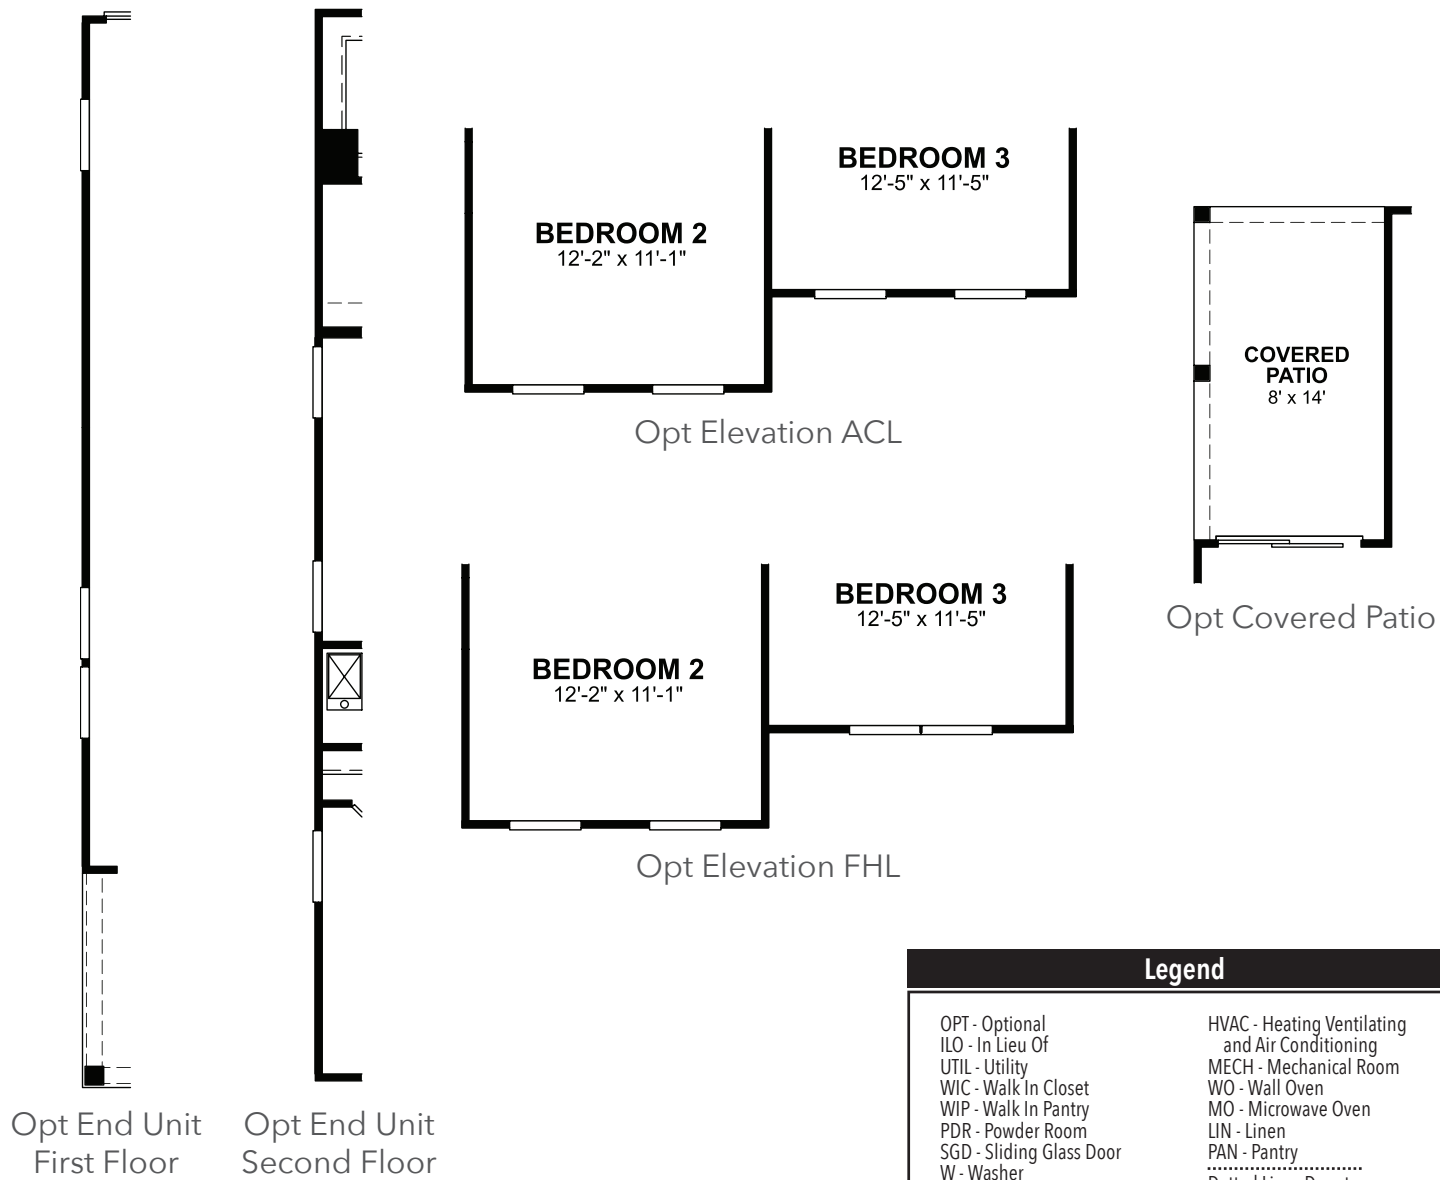 BEDROOM 3
12'-5" x 11'-5"
BEDROOM 2
12'-2" x 11'-1"
Opt Elevation ACL
COVERED
PATIO
8' x 14'
Opt Covered Patio
BEDROOM 3
12'-5" x 11'-5"
BEDROOM 2
12'-2" x 11'-1"
Opt Elevation FHL
Opt End Unit
First Floor
Opt End Unit
Second Floor
Legend
OPT - Optional
ILO - In Lieu Of
UTIL - Utility
WIC - Walk In Closet
WIP - Walk In Pantry
PDR - Powder Room
SGD - Sliding Glass Door
W - Washer
HVAC - Heating Ventilating
and Air Conditioning
MECH - Mechanical Room
WO - Wall Oven
MO - Microwave Oven
LIN - Linen
PAN - Pantry